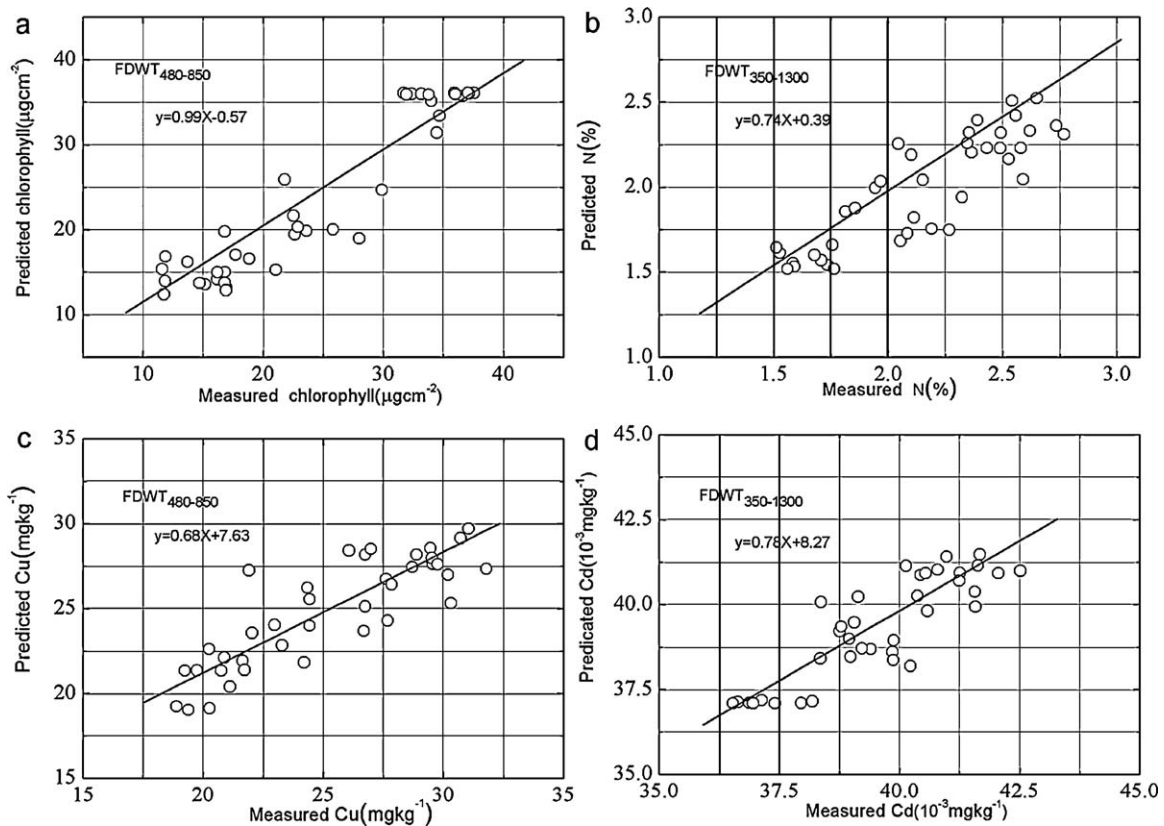 a
FDWT480-850
y=0.99X-0.57
Predicted chlorophyll(μgcm-2)
40
30
20
10
10 20 30 40
Measured chlorophyll(μgcm-2)
b
FDWT350-1300
y=0.74X+0.39
Predicted N(%)
3.0
2.5
2.0
1.5
1.0
1.0 1.5 2.0 2.5 3.0
Measured N(%)
c
FDWT480-850
y=0.68X+7.63
Predicted Cu(mgkg-1)
35
30
25
20
15
15 20 25 30 35
Measured Cu(mgkg-1)
d
FDWT350-1300
y=0.78X+8.27
Predicated Cd(10-3mgkg-1)
45.0
42.5
40.0
37.5
35.0
35.0 37.5 40.0 42.5 45.0
Measured Cd(10-3mgkg-1)